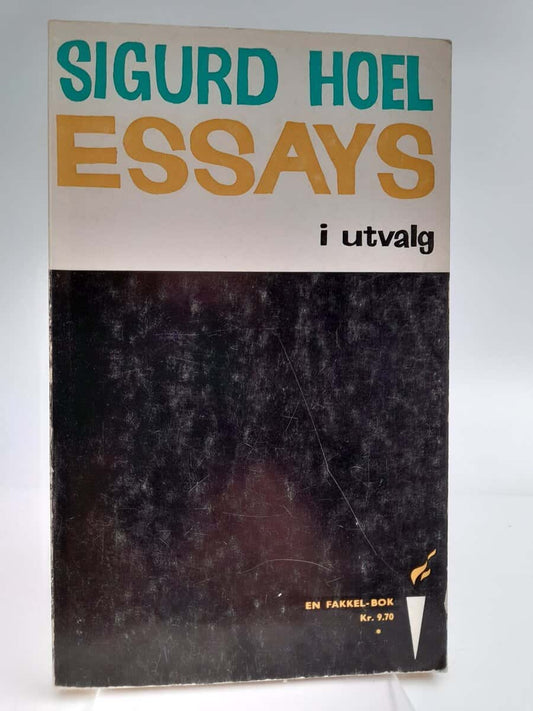 SIGURD HOEL
ESSAYS
i utvalg
EN FAKKEL-BOK
Kr. 9.70